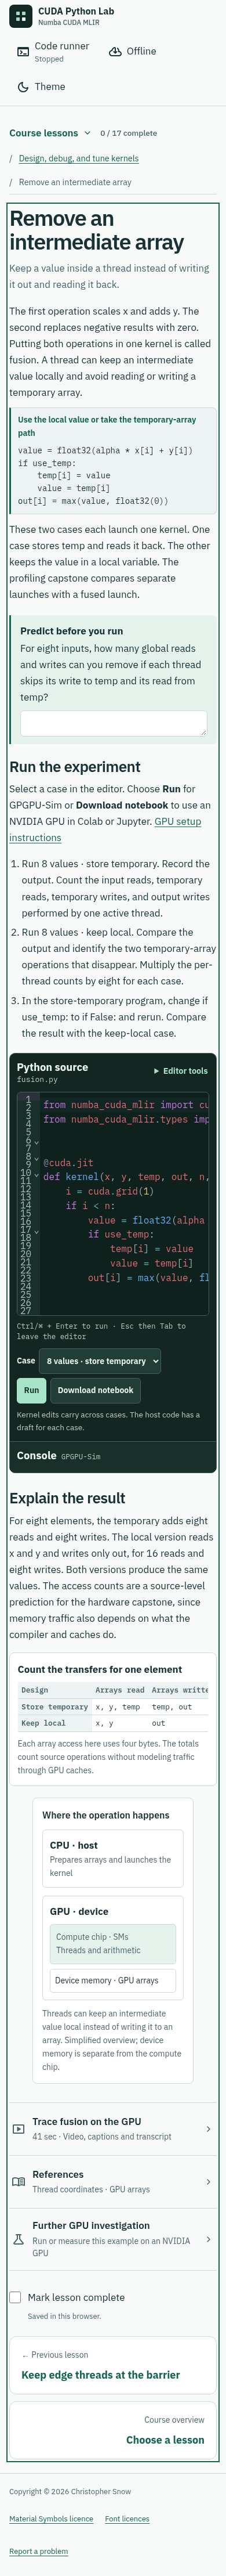 CUDA Python Lab
Numba CUDA MLIR
Code runner
Stopped
Offline
Theme
Course lessons
0 / 17 complete
/ Design, debug, and tune kernels
/ Remove an intermediate array
Remove an
intermediate array
Keep a value inside a thread instead of writing
it out and reading it back.
The first operation scales x and adds y. The
second replaces negative results with zero.
Putting both operations in one kernel is called
fusion. A thread can keep an intermediate
value locally and avoid reading or writing a
temporary array.
Use the local value or take the temporary-array
path
value = float32(alpha * x[i] + y[i])
if use_temp:
temp[i] = value
value = temp[i]
out[i] = max(value, float32(0))
These two cases each launch one kernel. One
case stores temp and reads it back. The other
keeps the value in a local variable. The
profiling capstone compares separate
launches with a fused launch.
Predict before you run
For eight inputs, how many global reads
and writes can you remove if each thread
skips its write to temp and its read from
temp?
Run the experiment
Select a case in the editor. Choose Run for
GPGPU-Sim or Download notebook to use an
NVIDIA GPU in Colab or Jupyter. GPU setup
instructions
1. Run 8 values · store temporary. Record the
output. Count the input reads, temporary
reads, temporary writes, and output writes
performed by one active thread.
2. Run 8 values · keep local. Compare the
output and identify the two temporary-array
operations that disappear. Multiply the per-
thread counts by eight for each case.
3. In the store-temporary program, change if
use_temp: to if False: and rerun. Compare
the result with the keep-local case.
Python source
fusion.py
Editor tools
1
2
3
4
5
6
7
8
9
10
11
12
13
14
15
16
17
18
19
20
21
22
23
24
25
26
27
from numba_cuda_mlir import cu
from numba_cuda_mlir.types imp
@cuda.jit
def kernel(x, y, temp, out, n,
i = cuda.grid(1)
if i < n:
value = float32(alpha
if use_temp:
temp[i] = value
value = temp[i]
out[i] = max(value, fl
Ctrl/⌘ + Enter to run · Esc then Tab to
leave the editor
Case
8 values · store temporary
Run
Download notebook
Kernel edits carry across cases. The host code has a
draft for each case.
Console GPGPU-Sim
Explain the result
For eight elements, the temporary adds eight
reads and eight writes. The local version reads
x and y and writes only out, for 16 reads and
eight writes. Both versions produce the same
values. The access counts are a source-level
prediction for the hardware capstone, since
memory traffic also depends on what the
compiler and caches do.
Count the transfers for one element
Design Arrays read Arrays writte
Store temporary x, y, temp temp, out
Keep local x, y out
Each array access here uses four bytes. The totals
count source operations without modeling traffic
through GPU caches.
Where the operation happens
CPU · host
Prepares arrays and launches the
kernel
GPU · device
Compute chip · SMs
Threads and arithmetic
Device memory · GPU arrays
Threads can keep an intermediate
value local instead of writing it to an
array. Simplified overview; device
memory is separate from the compute
chip.
Trace fusion on the GPU
41 sec · Video, captions and transcript
References
Thread coordinates · GPU arrays
Further GPU investigation
Run or measure this example on an NVIDIA
GPU
Mark lesson complete
Saved in this browser.
← Previous lesson
Keep edge threads at the barrier
Course overview
Choose a lesson
Copyright © 2026 Christopher Snow
Material Symbols licence
Font licences
Report a problem